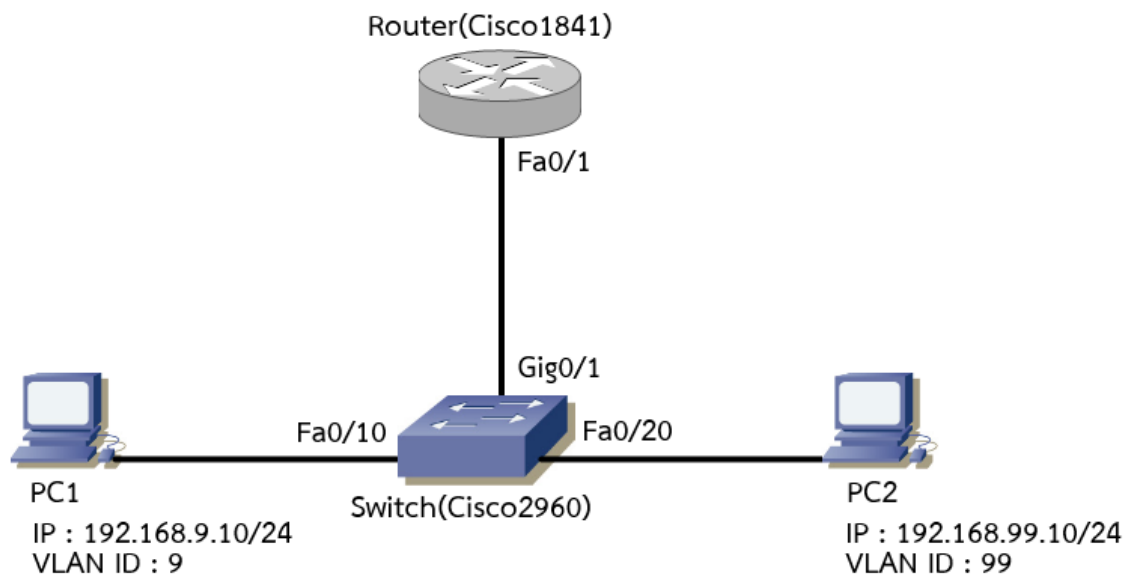 Router(Cisco1841)
Fa0/1
Gig0/1
Fa0/10
Fa0/20
Switch(Cisco2960)
PC1
IP : 192.168.9.10/24
VLAN ID : 9
PC2
IP : 192.168.99.10/24
VLAN ID : 99